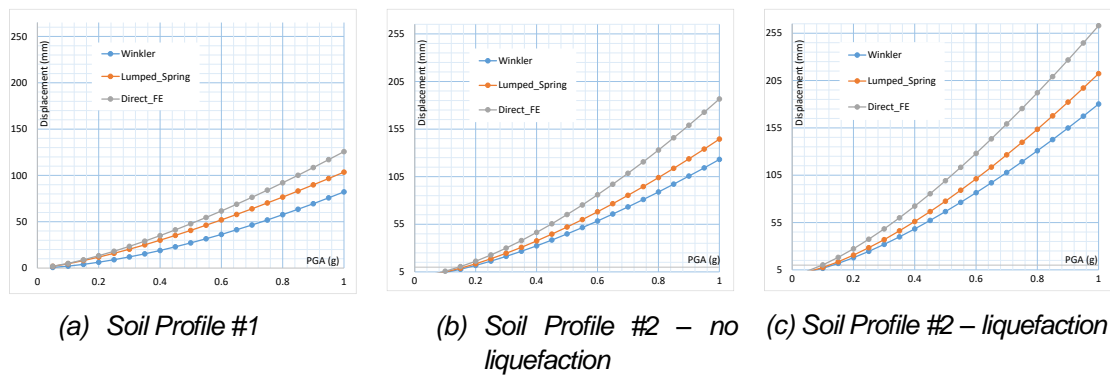 250
200
150
100
50
0
0 0.2 0.4 0.6 0.8 1
Displacement (mm)
PGA (g)
Winkler
Lumped_Spring
Direct_FE
255
205
155
105
55
5
0 0.2 0.4 0.6 0.8 1
Displacement (mm)
PGA (g)
Winkler
Lumped_Spring
Direct_FE
255
205
155
105
55
5
0 0.2 0.4 0.6 0.8 1
Displacement (mm)
PGA (g)
Winkler
Lumped_Spring
Direct_FE
(a) Soil Profile #1
(b) Soil Profile #2 – no
liquefaction
(c) Soil Profile #2 – liquefaction